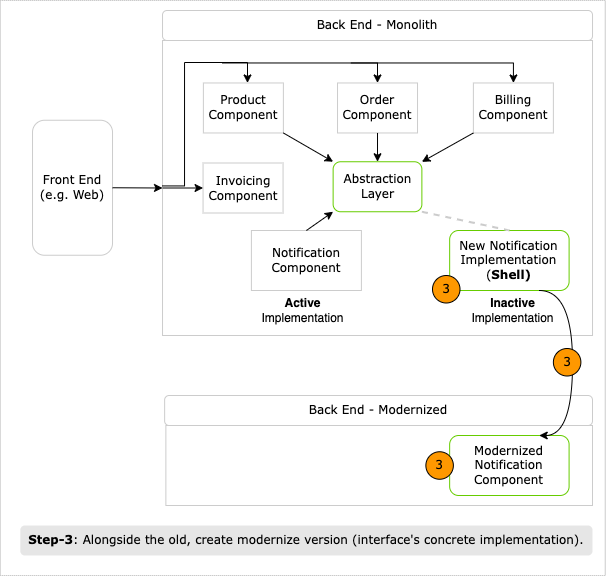 Back End - Monolith
Product
Component
Order
Component
Billing
Component
Front End
(e.g. Web)
Invoicing
Component
Abstraction
Layer
Notification
Component
New Notification
Implementation
(Shell)
3
Active
Implementation
Inactive
Implementation
3
Back End - Modernized
3
Modernized
Notification
Component
Step-3: Alongside the old, create modernize version (interface's concrete implementation).